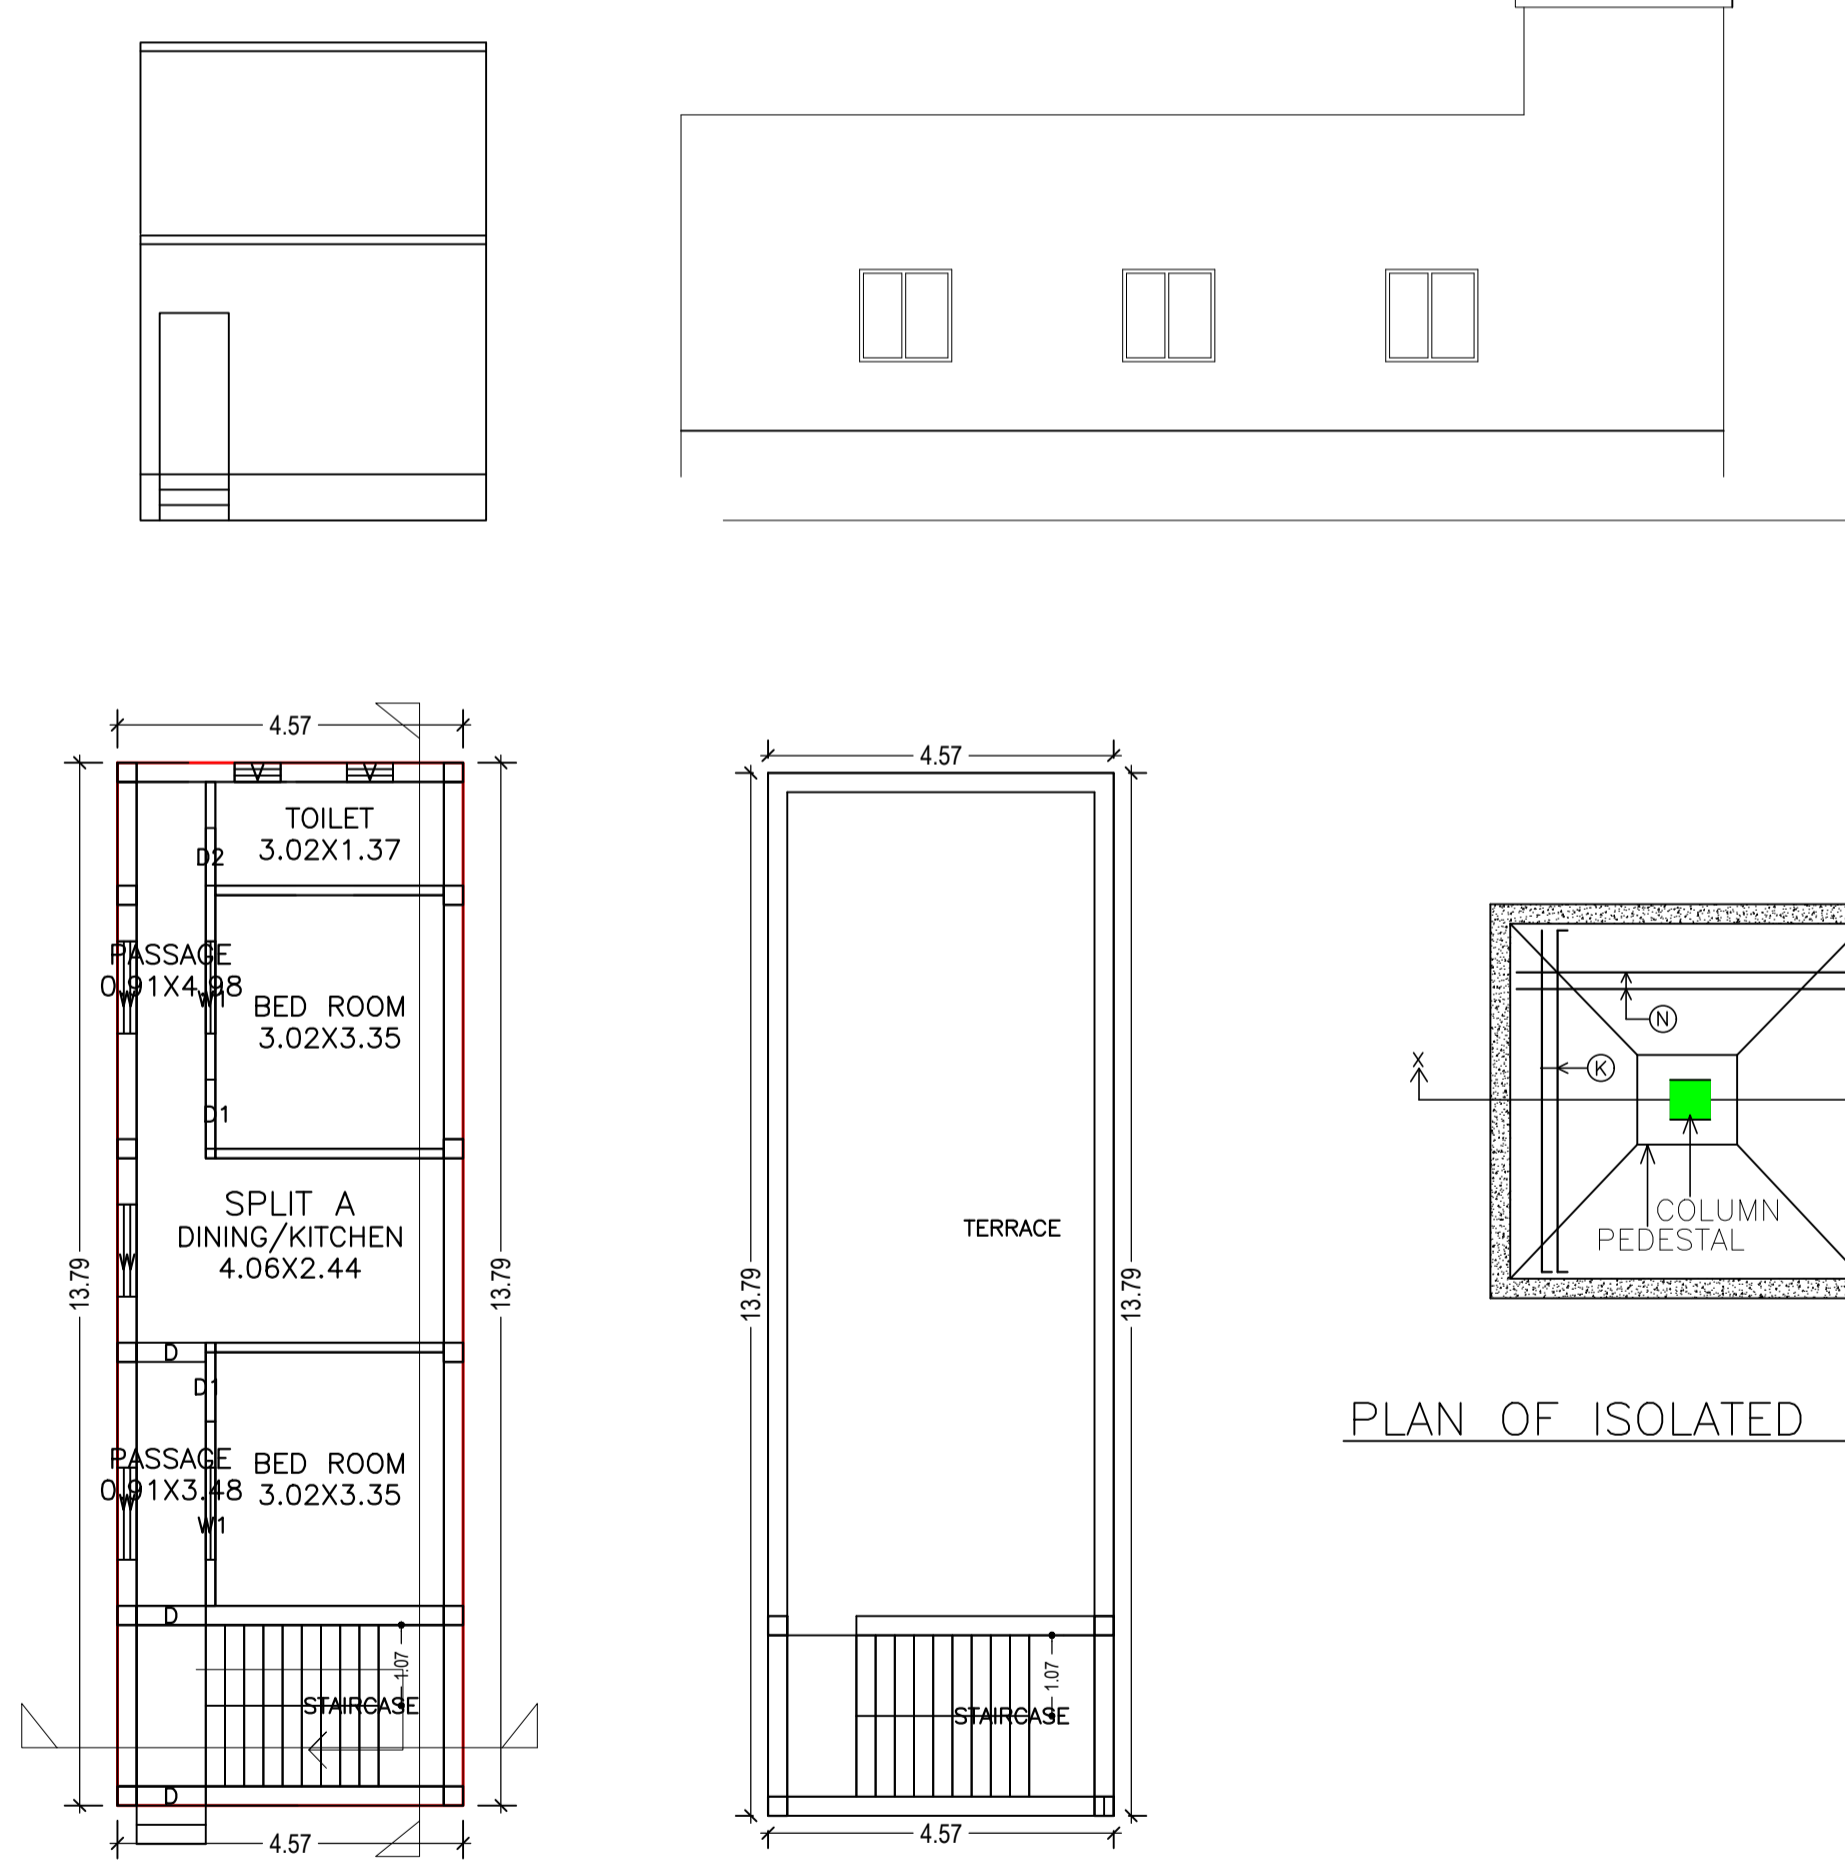 4.57
V
V
TOILET
3.02X1.37
D2
PASSAGE
0.91X4.98
W
W1
BED ROOM
3.02X3.35
D1
SPLIT A
DINING/KITCHEN
4.06X2.44
W
13.79
13.79
D
D1
PASSAGE
0.91X3.48
W
BED ROOM
3.02X3.35
W1
D
1.07
STAIRCASE
D
4.57
4.57
TERRACE
13.79
13.79
1.07
STAIRCASE
4.57
N
K
X
COLUMN
PEDESTAL
PLAN OF ISOLATED